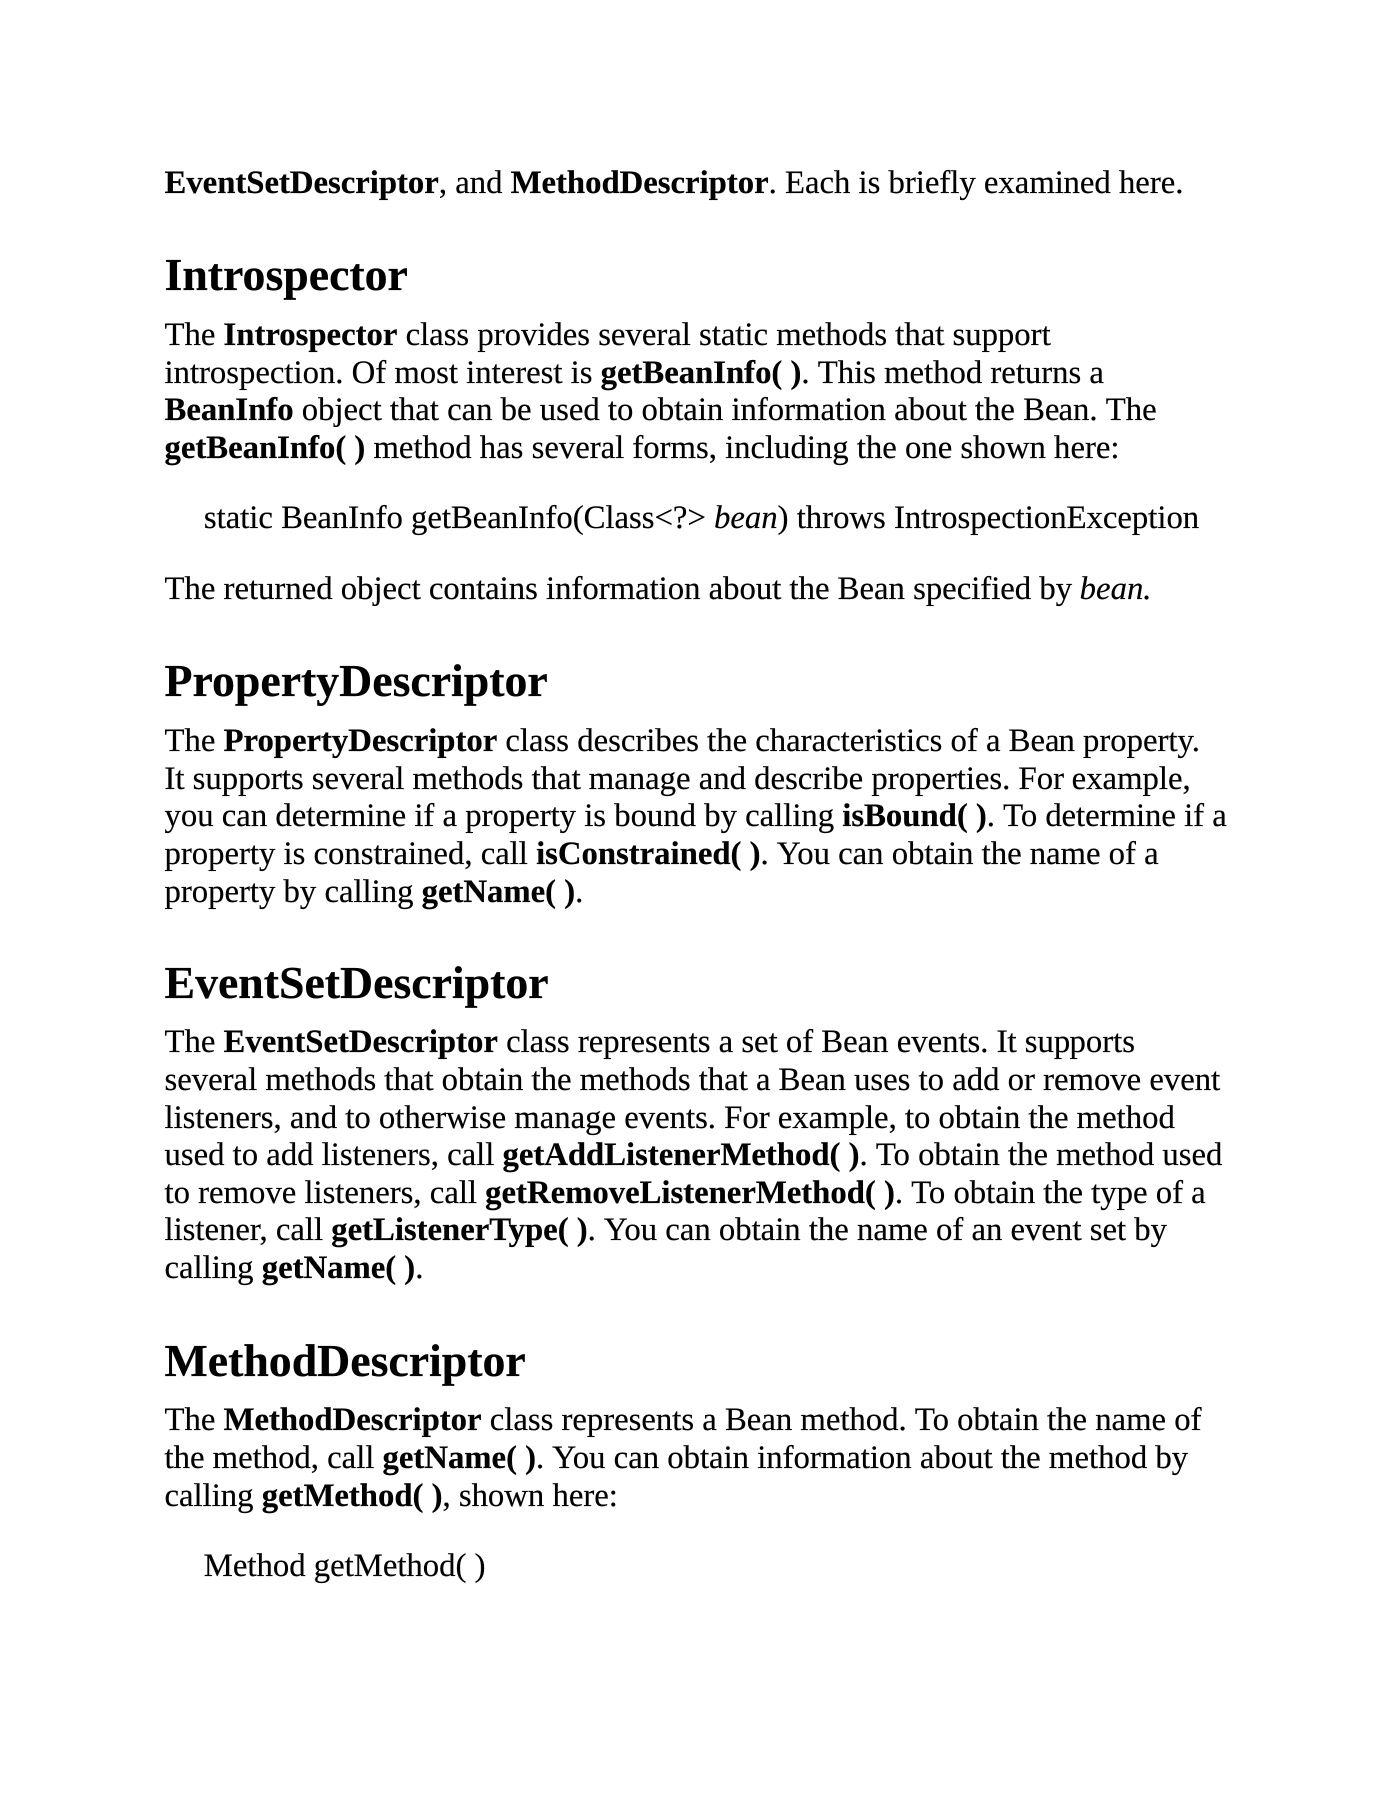 EventSetDescriptor, and MethodDescriptor. Each is briefly examined here.
Introspector
The Introspector class provides several static methods that support
introspection. Of most interest is getBeanInfo( ). This method returns a
BeanInfo object that can be used to obtain information about the Bean. The
getBeanInfo( ) method has several forms, including the one shown here:
static BeanInfo getBeanInfo(Class<?> bean) throws IntrospectionException
The returned object contains information about the Bean specified by bean.
PropertyDescriptor
The PropertyDescriptor class describes the characteristics of a Bean property.
It supports several methods that manage and describe properties. For example,
you can determine if a property is bound by calling isBound( ). To determine if a
property is constrained, call isConstrained( ). You can obtain the name of a
property by calling getName( ).
EventSetDescriptor
The EventSetDescriptor class represents a set of Bean events. It supports
several methods that obtain the methods that a Bean uses to add or remove event
listeners, and to otherwise manage events. For example, to obtain the method
used to add listeners, call getAddListenerMethod( ). To obtain the method used
to remove listeners, call getRemoveListenerMethod( ). To obtain the type of a
listener, call getListenerType( ). You can obtain the name of an event set by
calling getName( ).
MethodDescriptor
The MethodDescriptor class represents a Bean method. To obtain the name of
the method, call getName( ). You can obtain information about the method by
calling getMethod( ), shown here:
Method getMethod( )